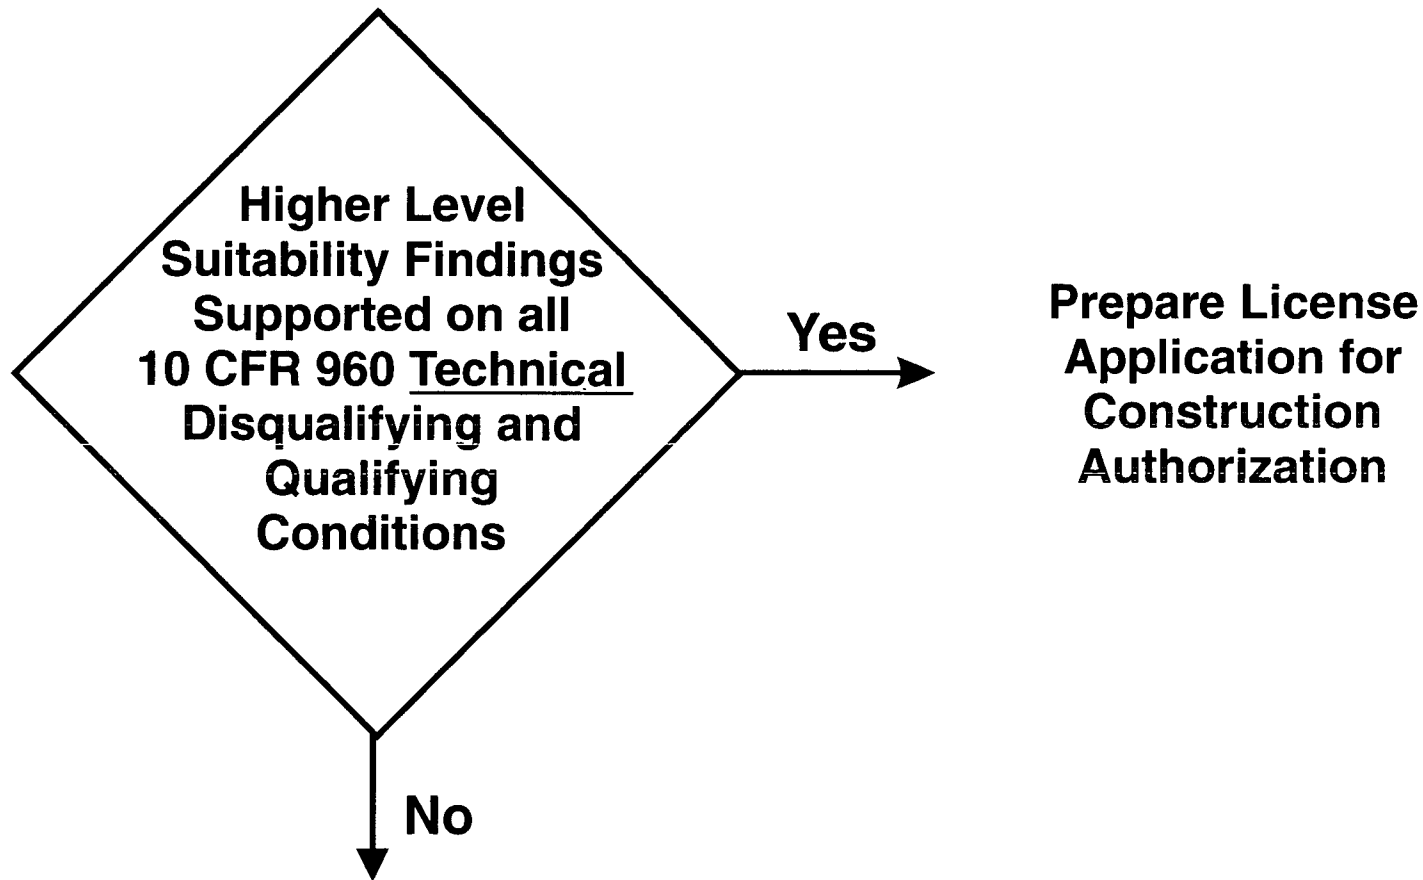 Higher Level
Suitability Findings
Supported on all
10 CFR 960 Technical
Disqualifying and
Qualifying
Conditions
Yes
Prepare License
Application for
Construction
Authorization
No